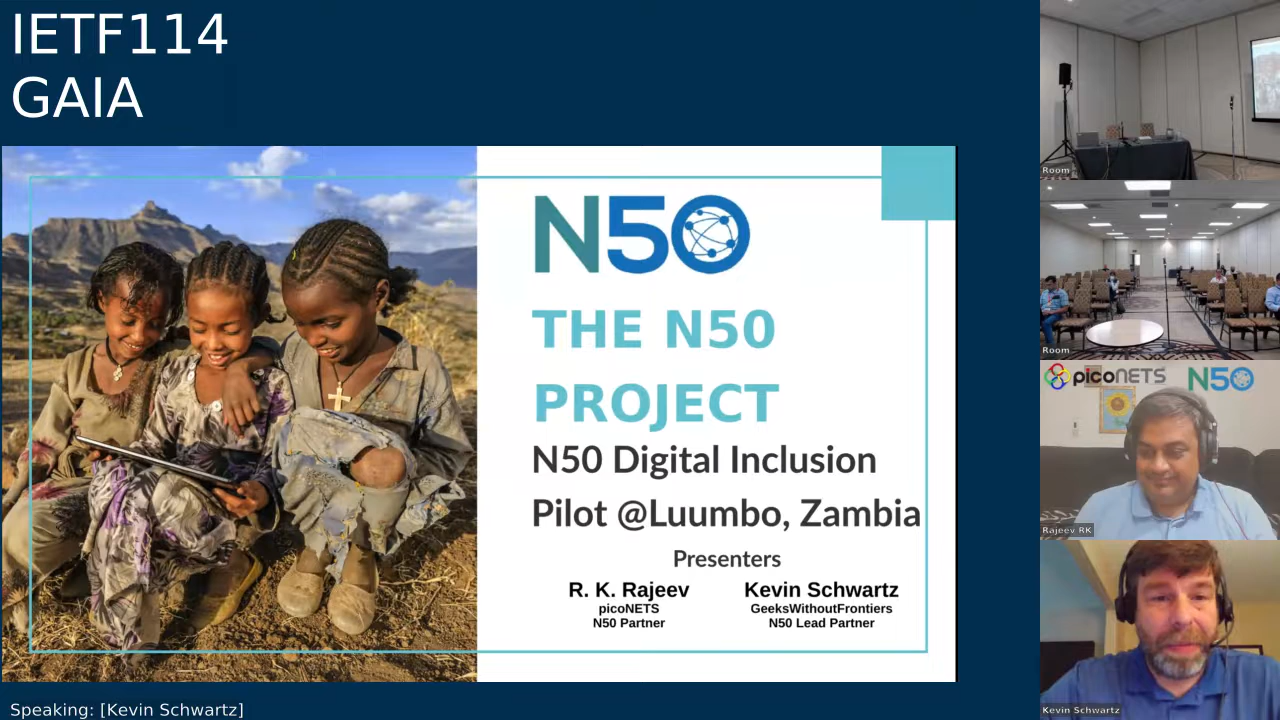 IETF114
GAIA
N50
THE N50
PROJECT
N50 Digital Inclusion
Pilot @Luumbo, Zambia
Presenters
R. K. Rajeev
picoNETS
N50 Partner
Kevin Schwartz
GeeksWithoutFrontiers
N50 Lead Partner
Speaking: [Kevin Schwartz]
Room
Room
picoNETS N50
Rajeev RK
Kevin Schwartz